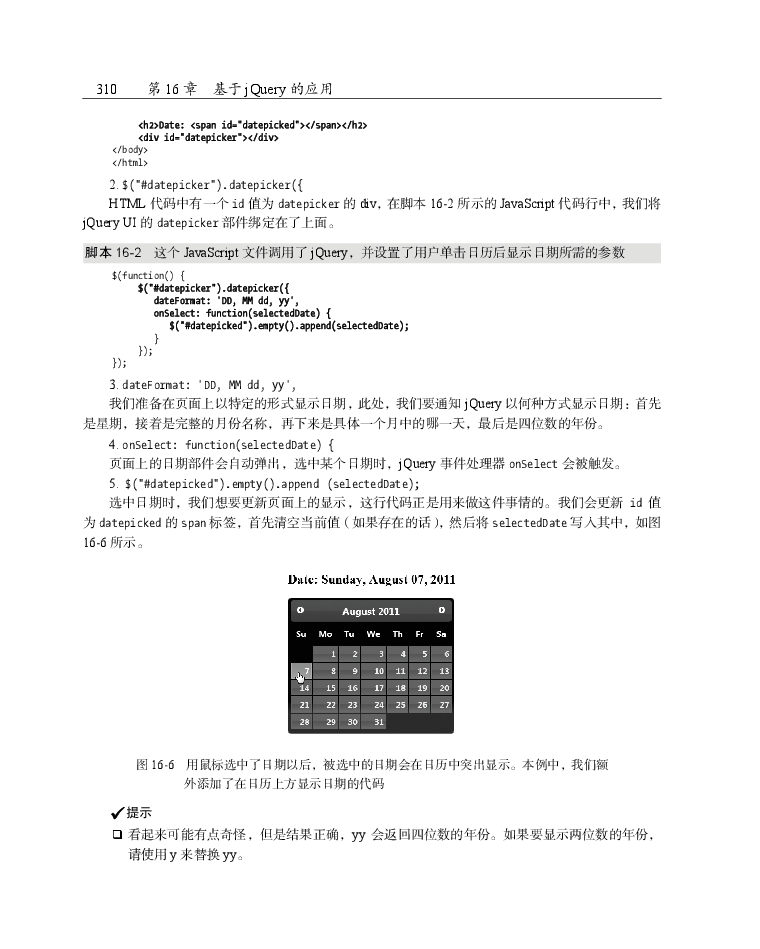 310 第 16 章 基于 jQuery 的应用
<h2>Date: <span id="datepicked"></span></h2>
<div id="datepicker"></div>
</body>
</html>
2. $("#datepicker").datepicker({
HTML 代码中有一个 id 值为 datepicker 的 div，在脚本 16-2 所示的 JavaScript 代码行中，我们将
jQuery UI 的 datepicker 部件绑定在了上面。
脚本 16-2 这个 JavaScript 文件调用了 jQuery，并设置了用户单击日历后显示日期所需的参数
$(function() {
$("#datepicker").datepicker({
dateFormat: 'DD, MM dd, yy',
onSelect: function(selectedDate) {
$("#datepicked").empty().append(selectedDate);
}
});
});
3. dateFormat: 'DD, MM dd, yy',
我们准备在页面上以特定的形式显示日期，此处，我们要通知 jQuery 以何种方式显示日期：首先
是星期，接着是完整的月份名称，再下来是具体一个月中的哪一天，最后是四位数的年份。
4. onSelect: function(selectedDate) {
页面上的日期部件会自动弹出，选中某个日期时，jQuery 事件处理器 onSelect 会被触发。
5. $("#datepicked").empty().append (selectedDate);
选中日期时，我们想要更新页面上的显示，这行代码正是用来做这件事情的。我们会更新 id 值
为 datepicked 的 span 标签，首先清空当前值（如果存在的话），然后将 selectedDate 写入其中，如图
16-6 所示。
Date: Sunday, August 07, 2011
August 2011
Su Mo Tu We Th Fr Sa
1 2 3 4 5 6
7 8 9 10 11 12 13
14 15 16 17 18 19 20
21 22 23 24 25 26 27
28 29 30 31
图 16-6 用鼠标选中了日期以后，被选中的日期会在日历中突出显示。本例中，我们额
外添加了在日历上方显示日期的代码
✓提示
❑ 看起来可能有点奇怪，但是结果正确，yy 会返回四位数的年份。如果要显示两位数的年份，
请使用 y 来替换 yy。